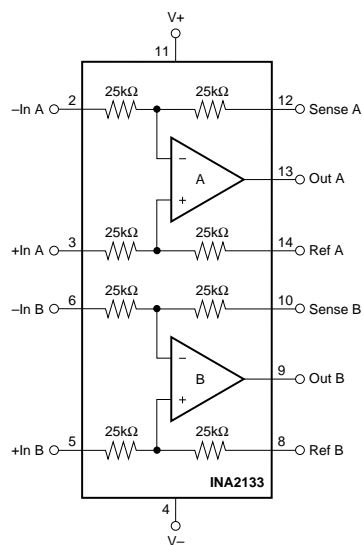 V+
11
25kΩ 25kΩ
–In A 2 12 Sense A
–
A 13 Out A
+
25kΩ 25kΩ
+In A 3 14 Ref A
25kΩ 25kΩ
–In B 6 10 Sense B
–
B 9 Out B
+
25kΩ 25kΩ
+In B 5 8 Ref B
INA2133
4
V–